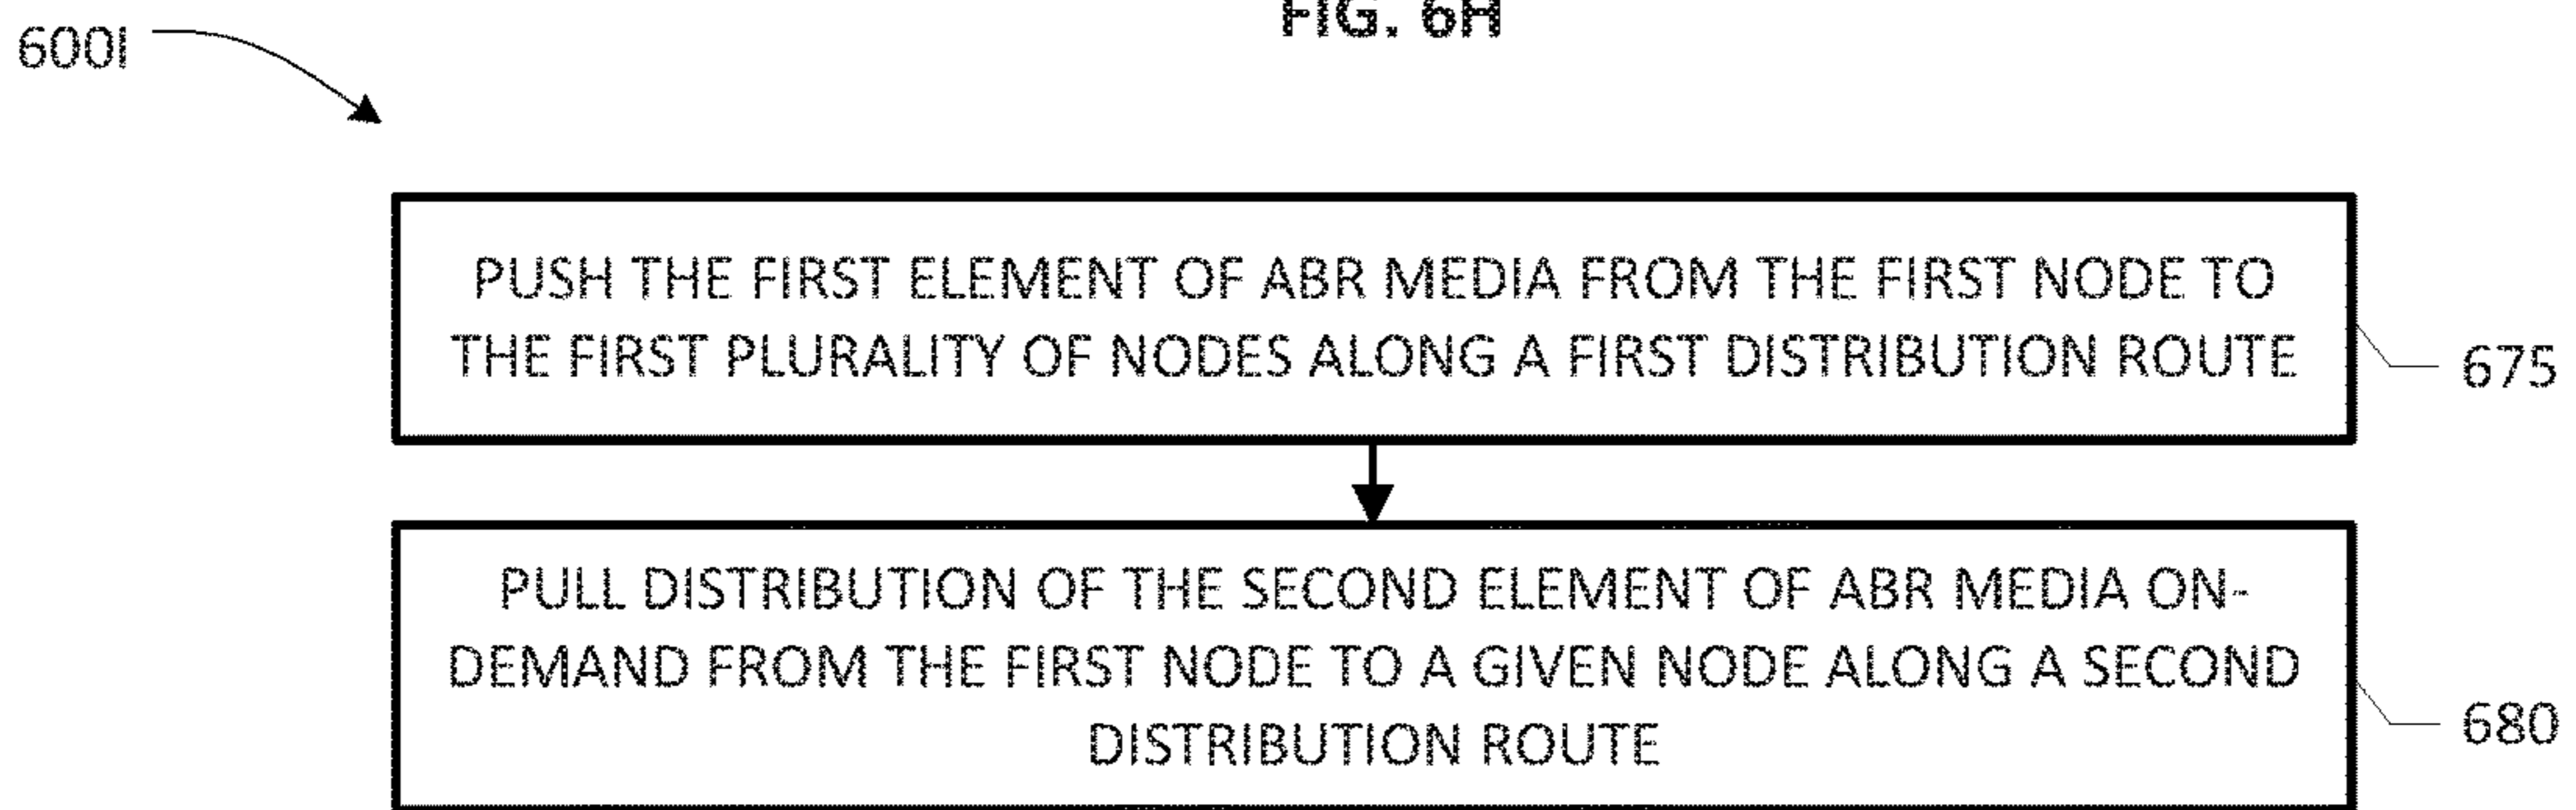 FIG. 6H
600I
PUSH THE FIRST ELEMENT OF ABR MEDIA FROM THE FIRST NODE TO
THE FIRST PLURALITY OF NODES ALONG A FIRST DISTRIBUTION ROUTE
675
PULL DISTRIBUTION OF THE SECOND ELEMENT OF ABR MEDIA ON-
DEMAND FROM THE FIRST NODE TO A GIVEN NODE ALONG A SECOND
DISTRIBUTION ROUTE
680